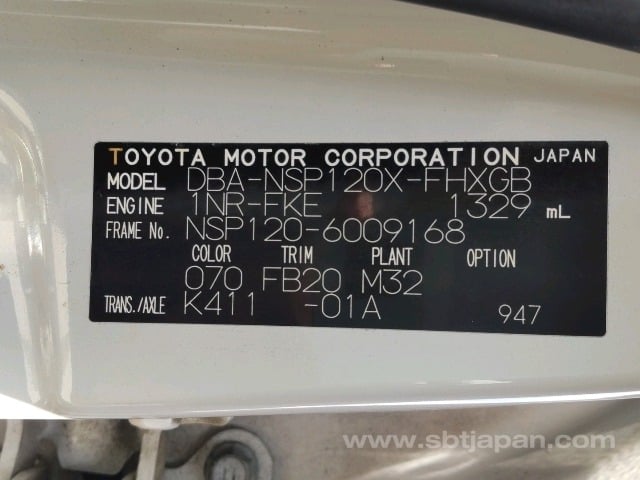 TOYOTA MOTOR CORPORATION JAPAN
MODEL DBA-NSP120X-FHXGB
ENGINE 1NR-FKE 1329 mL
FRAME No. NSP120-6009168
COLOR TRIM PLANT OPTION
070 FB20 M32
TRANS./AXLE K411 -01A 947
www.sbtjapan.com